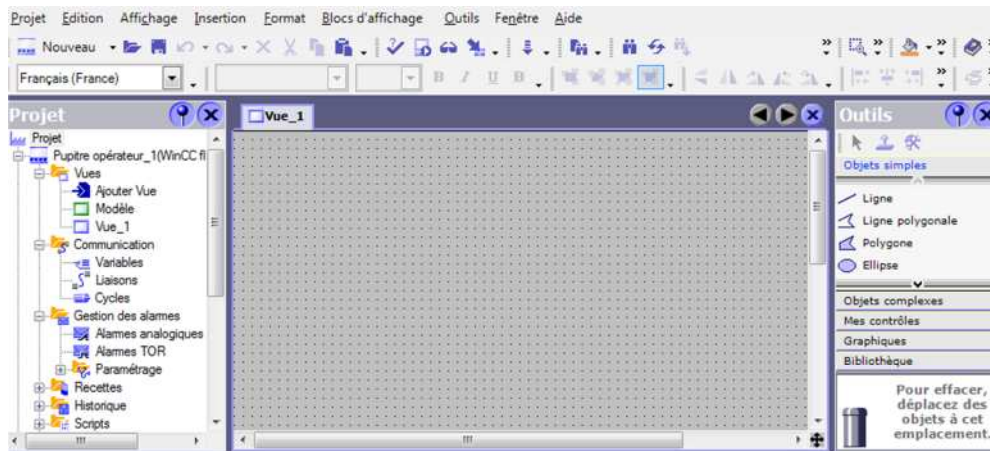 Projet Edition Affichage Insertion Format Blocs d'affichage Outils Fenêtre Aide
Nouveau
Français (France)
B I U
Projet
Projet
Pupitre opérateur_1(WinCC fl
Vues
Ajouter Vue
Modèle
Vue_1
Communication
Variables
Liaisons
Cycles
Gestion des alarmes
Alarmes analogiques
Alarmes TOR
Paramétrage
Recettes
Historique
Scripts
Vue_1
Outils
Objets simples
Ligne
Ligne polygonale
Polygone
Ellipse
Objets complexes
Mes contrôles
Graphiques
Bibliothèque
Pour effacer,
déplacez des
objets à cet
emplacement.